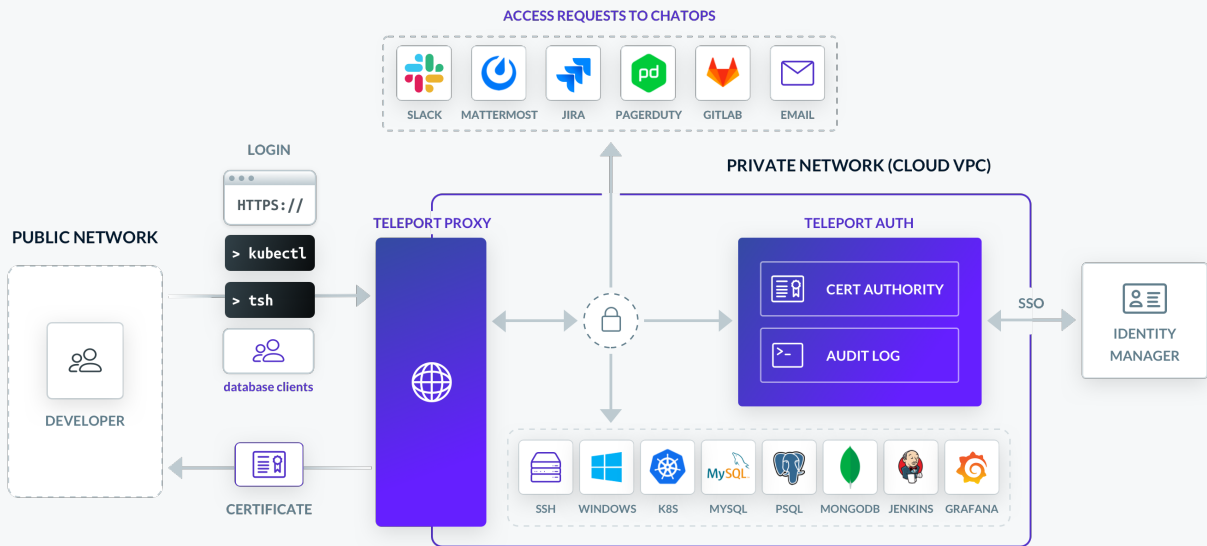 ACCESS REQUESTS TO CHATOPS
pd
SLACK
MATTERMOST
JIRA
PAGERDUTY
GITLAB
EMAIL
LOGIN
HTTPS://
PRIVATE NETWORK (CLOUD VPC)
PUBLIC NETWORK
TELEPORT PROXY
TELEPORT AUTH
> kubectl
> tsh
CERT AUTHORITY
AUDIT LOG
SSO
IDENTITY
MANAGER
database clients
DEVELOPER
CERTIFICATE
MySQL
SSH
WINDOWS
K8S
MYSQL
PSQL
MONGODB
JENKINS
GRAFANA